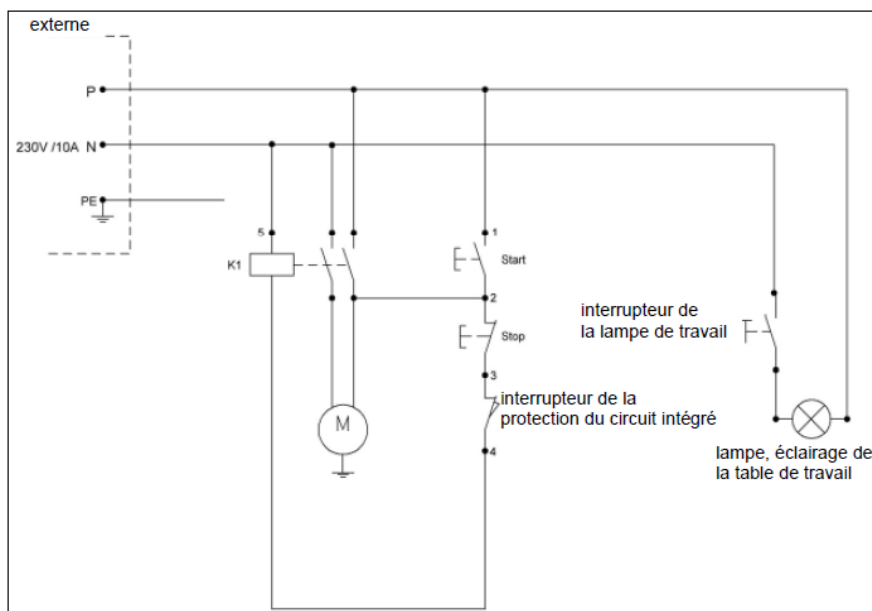 externe
P
230V /10A N
PE
5
1
K1
Start
2
interrupteur de
la lampe de travail
Stop
3
interrupteur de la
protection du circuit intégré
M
4
lampe, éclairage de
la table de travail